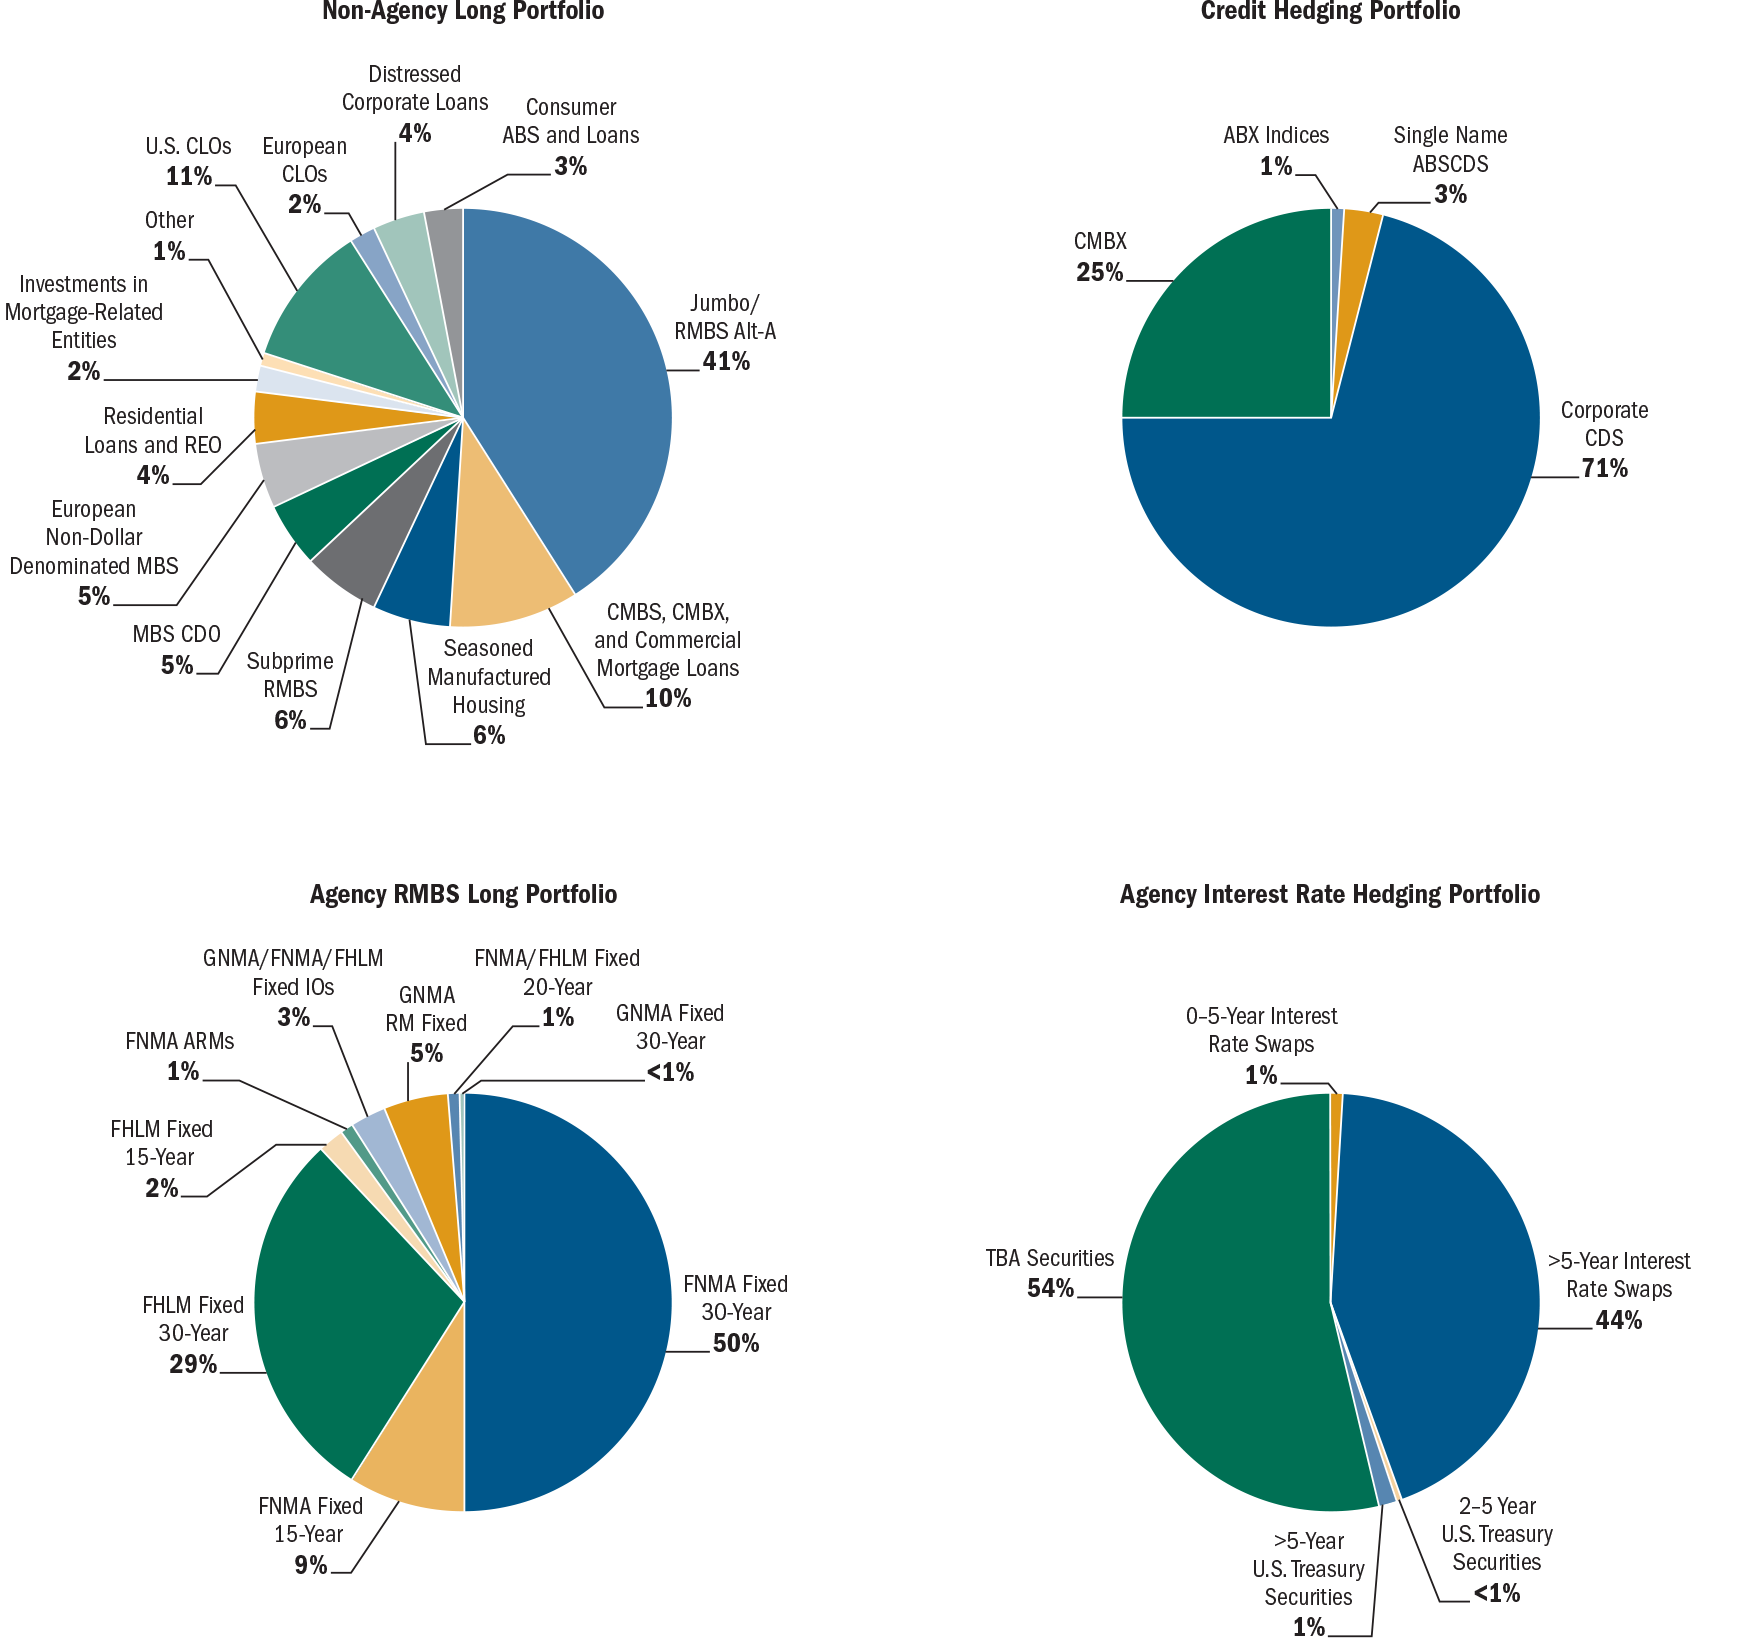 Non-Agency Long Portfolio
Distressed
Corporate Loans
4%
Consumer
ABS and Loans
3%
U.S. CLOs
11%
European
CLOs
2%
Other
1%
Investments in
Mortgage-Related
Entities
2%
Residential
Loans and REO
4%
European
Non-Dollar
Denominated MBS
5%
MBS CDO
5%
Subprime
RMBS
6%
Seasoned
Manufactured
Housing
6%
CMBS, CMBX,
and Commercial
Mortgage Loans
10%
Jumbo/
RMBS Alt-A
41%
Credit Hedging Portfolio
ABX Indices
1%
Single Name
ABSCDS
3%
CMBX
25%
Corporate
CDS
71%
Agency RMBS Long Portfolio
GNMA/FNMA/FHLM
Fixed IOs
3%
GNMA
RM Fixed
5%
FNMA/FHLM Fixed
20-Year
1%
GNMA Fixed
30-Year
<1%
FNMA ARMs
1%
FHLM Fixed
15-Year
2%
FHLM Fixed
30-Year
29%
FNMA Fixed
15-Year
9%
FNMA Fixed
30-Year
50%
Agency Interest Rate Hedging Portfolio
0–5-Year Interest
Rate Swaps
1%
TBA Securities
54%
>5-Year Interest
Rate Swaps
44%
2–5 Year
U.S. Treasury
Securities
<1%
>5-Year
U.S. Treasury
Securities
1%